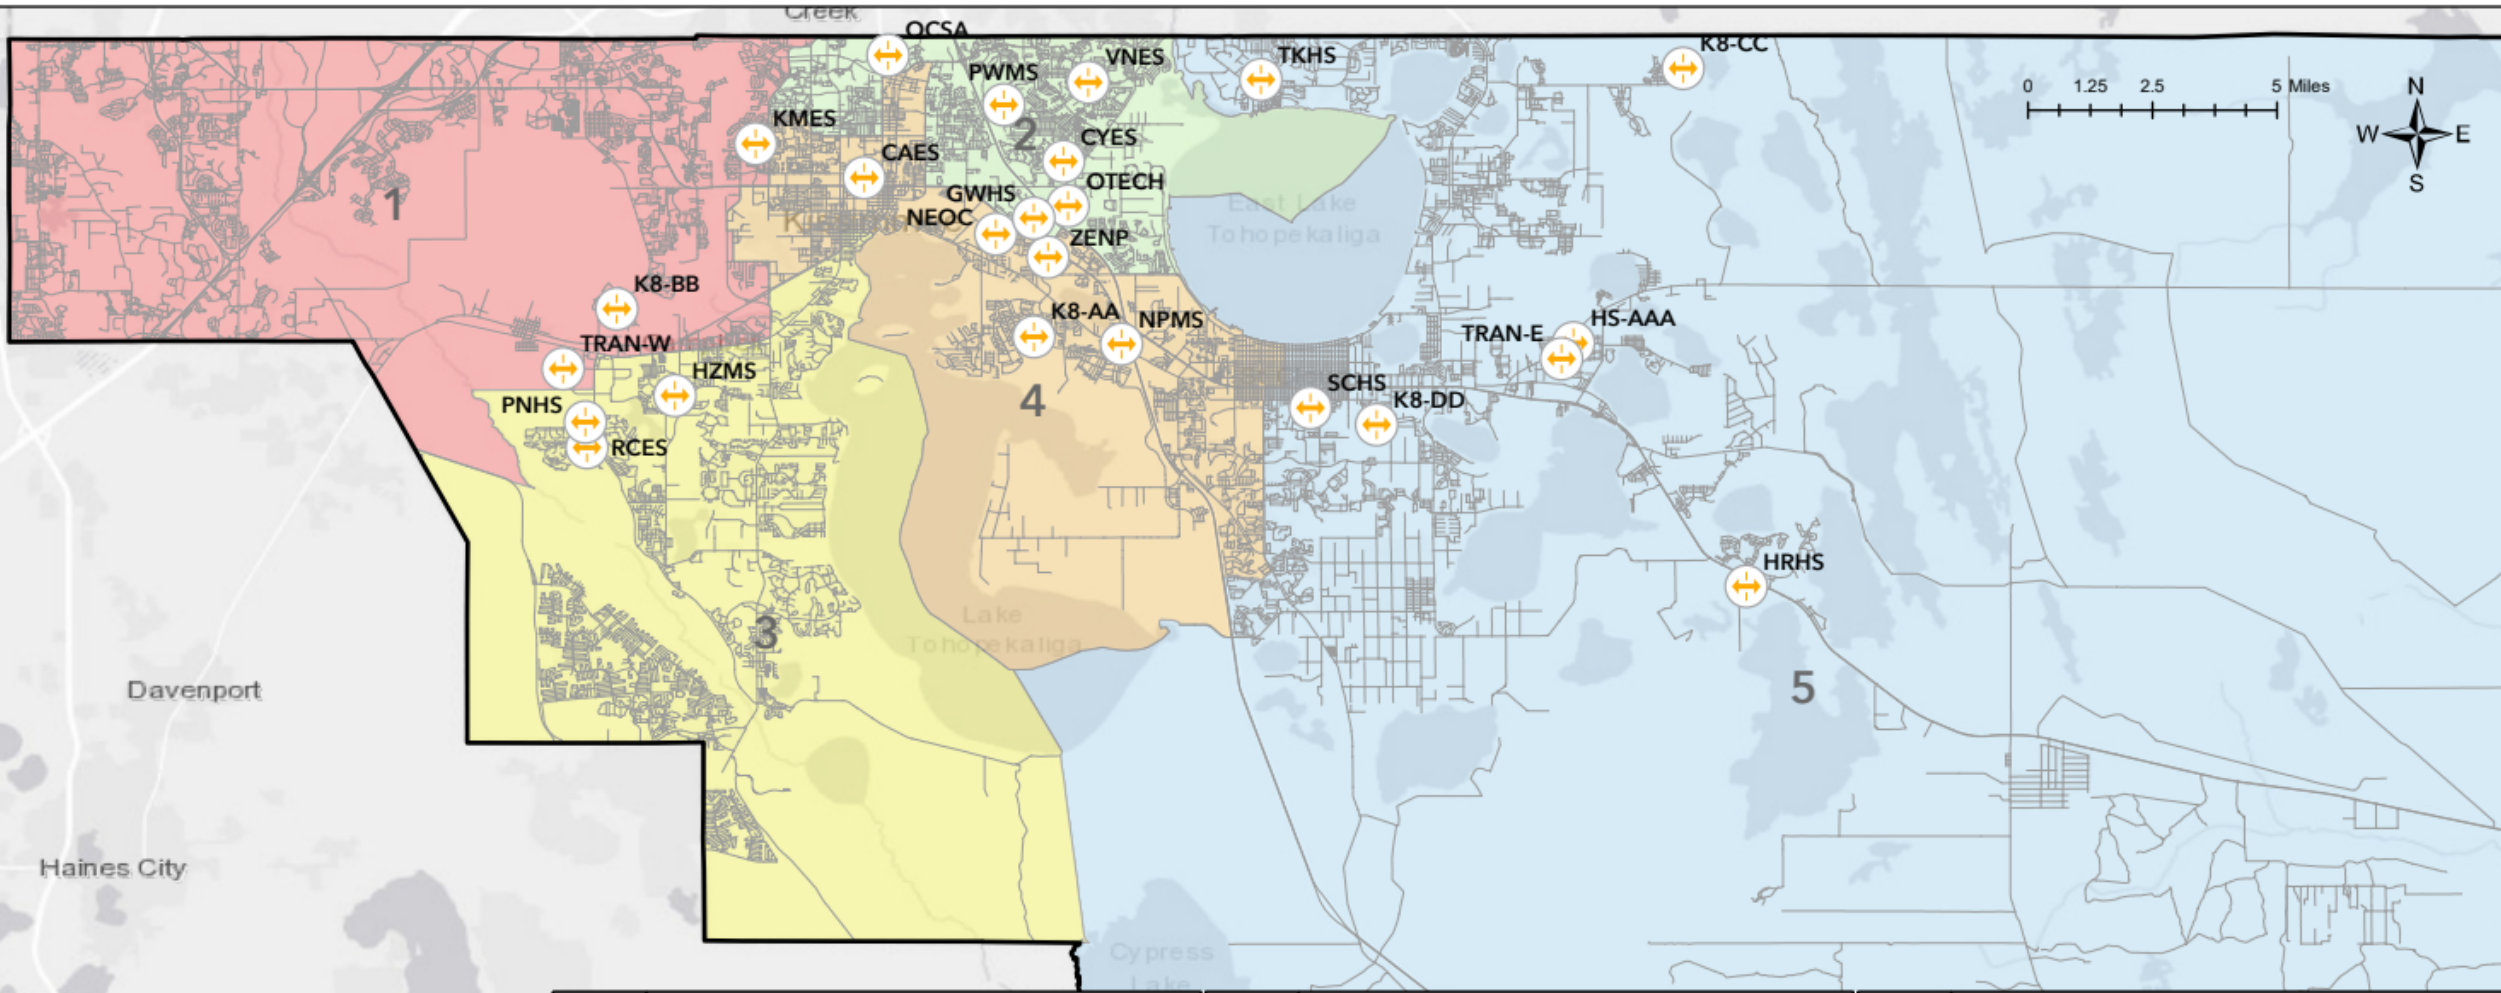 Creek
OCSA
K8-CC
PWMS
VNES
TKHS
0 1.25 2.5 5 Miles
N
W E
S
KMES
2
CYES
CAES
OTECH
GWHS
1
East Lake
Tohopekaliga
NEOC
ZENP
K8-BB
K8-AA
NPMS
HS-AAA
TRAN-E
TRAN-W
HZMS
SCHS
K8-DD
4
PNHS
RCES
HRHS
Lake
Tohopekaliga
3
5
Davenport
Haines City
Cypress
Lake